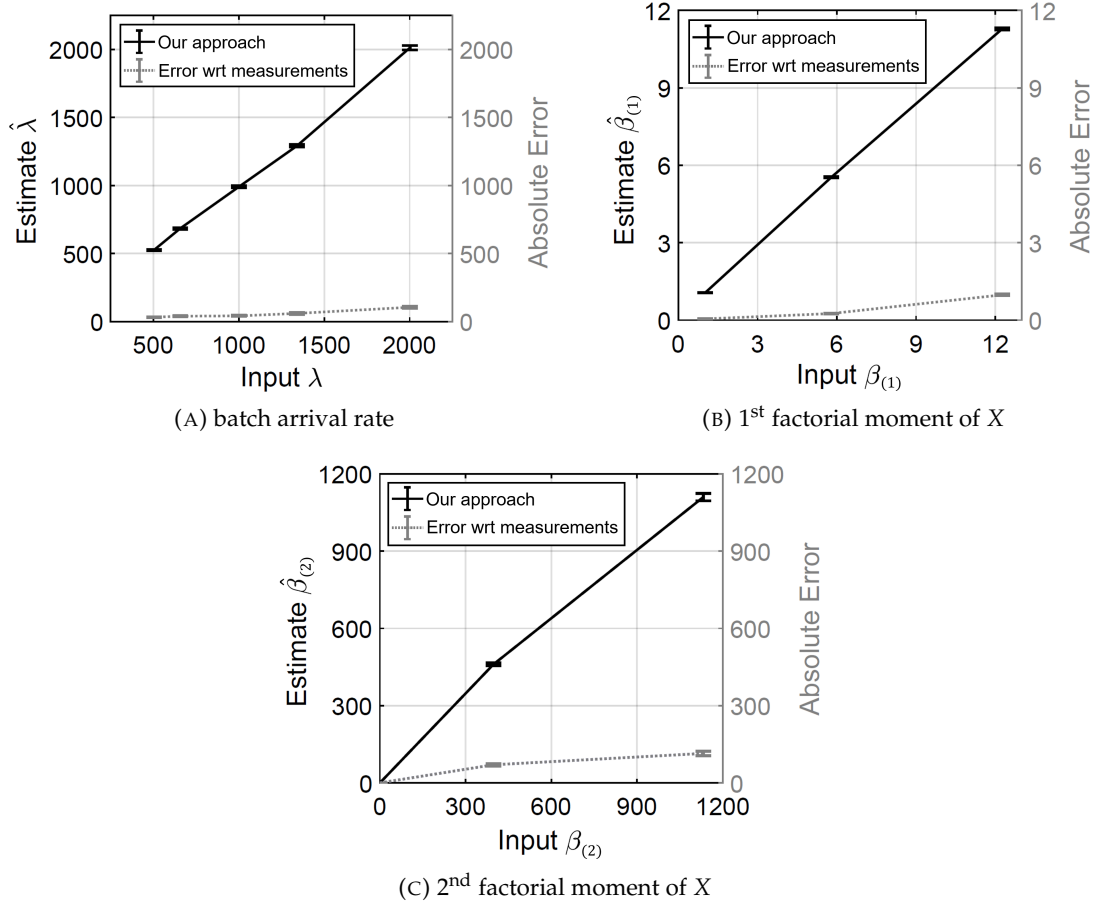 Our approach
Error wrt measurements
2000
1500
1000
500
0
2000
1500
1000
500
0
500 1000 1500 2000
Estimate λ̂
Absolute Error
Input λ
(A) batch arrival rate
Our approach
Error wrt measurements
12
9
6
3
0
12
9
6
3
0
0 3 6 9 12
Estimate β̂(1)
Absolute Error
Input β(1)
(B) 1st factorial moment of X
Our approach
Error wrt measurements
1200
900
600
300
0
1200
900
600
300
0
0 300 600 900 1200
Estimate β̂(2)
Absolute Error
Input β(2)
(C) 2nd factorial moment of X